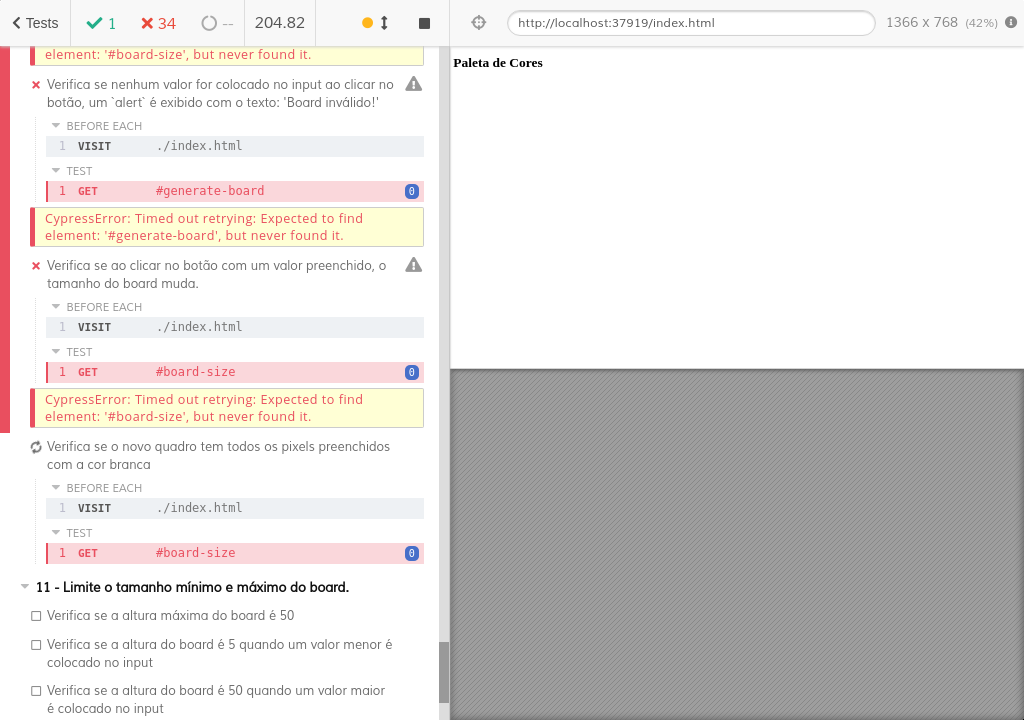 Tests 1 34 -- 204.82 http://localhost:37919/index.html 1366 x 768 (42%)
element: '#board-size', but never found it.
Verifica se nenhum valor for colocado no input ao clicar no
botão, um `alert` é exibido com o texto: 'Board inválido!'
BEFORE EACH
1 VISIT ./index.html
TEST
1 GET #generate-board 0
CypressError: Timed out retrying: Expected to find
element: '#generate-board', but never found it.
Verifica se ao clicar no botão com um valor preenchido, o
tamanho do board muda.
BEFORE EACH
1 VISIT ./index.html
TEST
1 GET #board-size 0
CypressError: Timed out retrying: Expected to find
element: '#board-size', but never found it.
Verifica se o novo quadro tem todos os pixels preenchidos
com a cor branca
BEFORE EACH
1 VISIT ./index.html
TEST
1 GET #board-size 0
11 - Limite o tamanho mínimo e máximo do board.
Verifica se a altura máxima do board é 50
Verifica se a altura do board é 5 quando um valor menor é
colocado no input
Verifica se a altura do board é 50 quando um valor maior
é colocado no input
Paleta de Cores